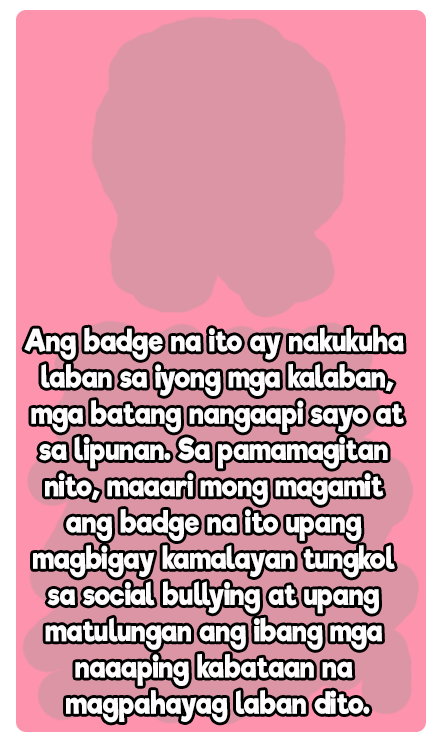 Ang badge na ito ay nakukuha
laban sa iyong mga kalaban,
mga batang nangaapi sayo at
sa lipunan. Sa pamamagitan
nito, maaari mong magamit
ang badge na ito upang
magbigay kamalayan tungkol
sa social bullying at upang
matulungan ang ibang mga
naaaping kabataan na
magpahayag laban dito.